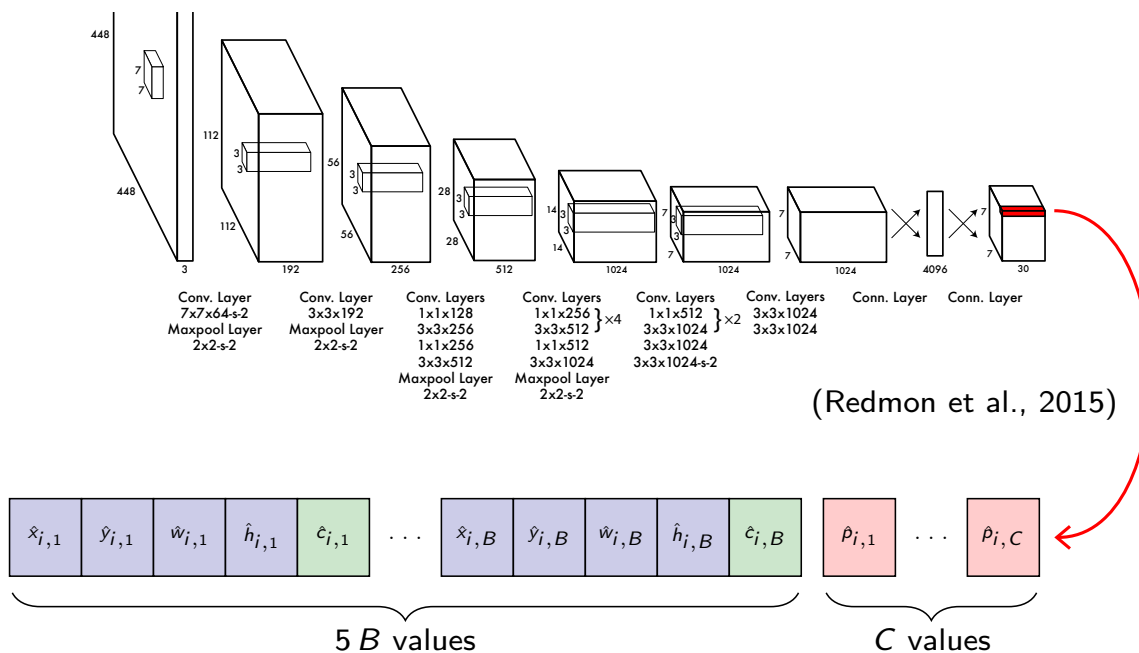 448
448
7
7
3
112
112
3
3
192
56
56
3
3
256
28
28
3
3
512
14
14
3
3
1024
7
7
3
3
1024
7
7
1024
4096
7
7
30
Conv. Layer
7x7x64-s-2
Maxpool Layer
2x2-s-2
Conv. Layer
3x3x192
Maxpool Layer
2x2-s-2
Conv. Layers
1x1x128
3x3x256
1x1x256
3x3x512
Maxpool Layer
2x2-s-2
Conv. Layers
1x1x256
3x3x512 } ×4
1x1x512
3x3x1024
Maxpool Layer
2x2-s-2
Conv. Layers
1x1x512
3x3x1024 } ×2
3x3x1024
3x3x1024-s-2
Conv. Layers
3x3x1024
3x3x1024
Conn. Layer
Conn. Layer
(Redmon et al., 2015)
x̂i,1 ŷi,1 ŵi,1 ĥi,1 ĉi,1 . . . x̂i,B ŷi,B ŵi,B ĥi,B ĉi,B p̂i,1 . . . p̂i,C
5 B values C values